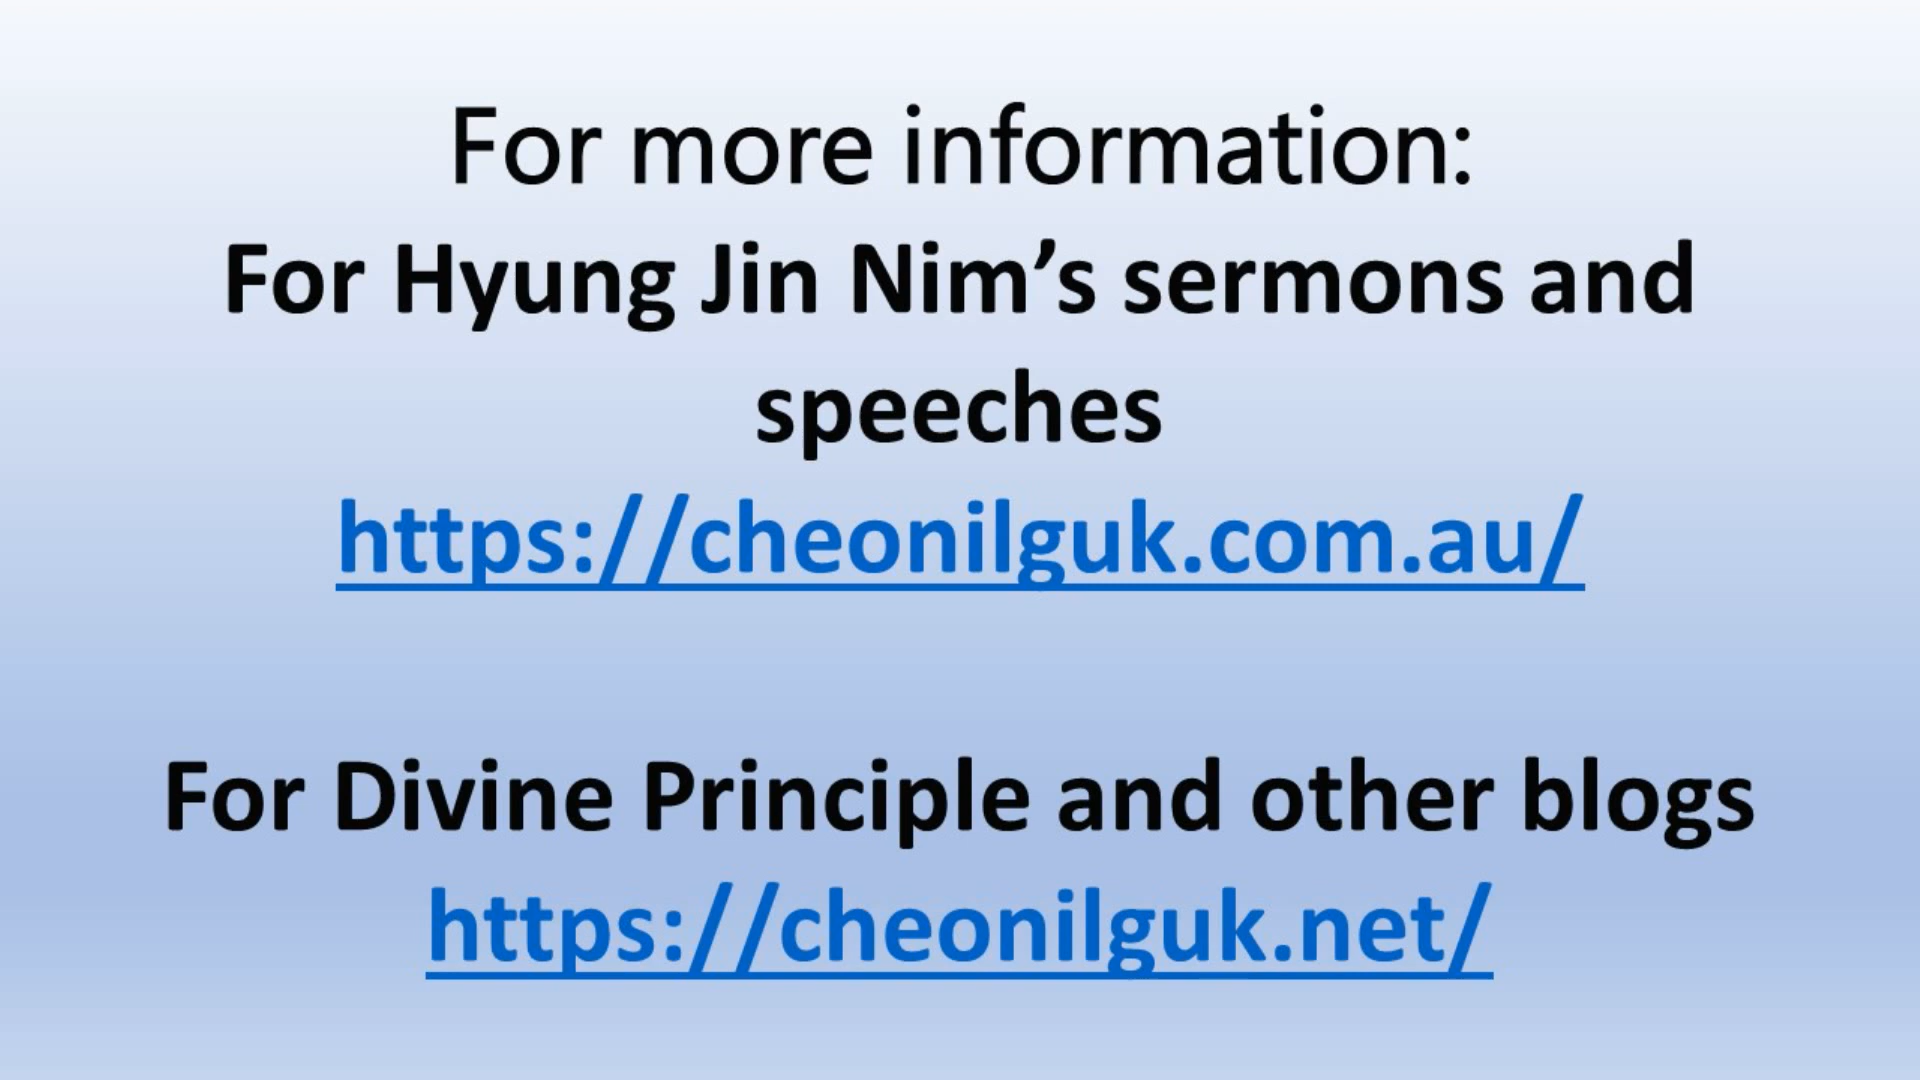 For more information:
For Hyung Jin Nim’s sermons and
speeches
https://cheonilguk.com.au/
For Divine Principle and other blogs
https://cheonilguk.net/